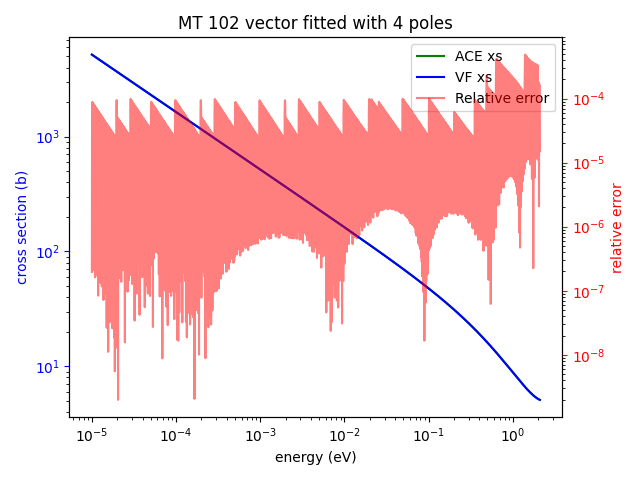 MT 102 vector fitted with 4 poles
ACE xs
VF xs
Relative error
cross section (b)
10³
10²
10¹
10⁻⁴
10⁻⁵
10⁻⁶
10⁻⁷
10⁻⁸
relative error
10⁻⁵ 10⁻⁴ 10⁻³ 10⁻² 10⁻¹ 10⁰
energy (eV)